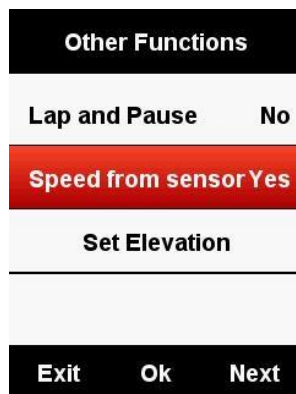 Other Functions
Lap and Pause No
Speed from sensor Yes
Set Elevation
Exit Ok Next